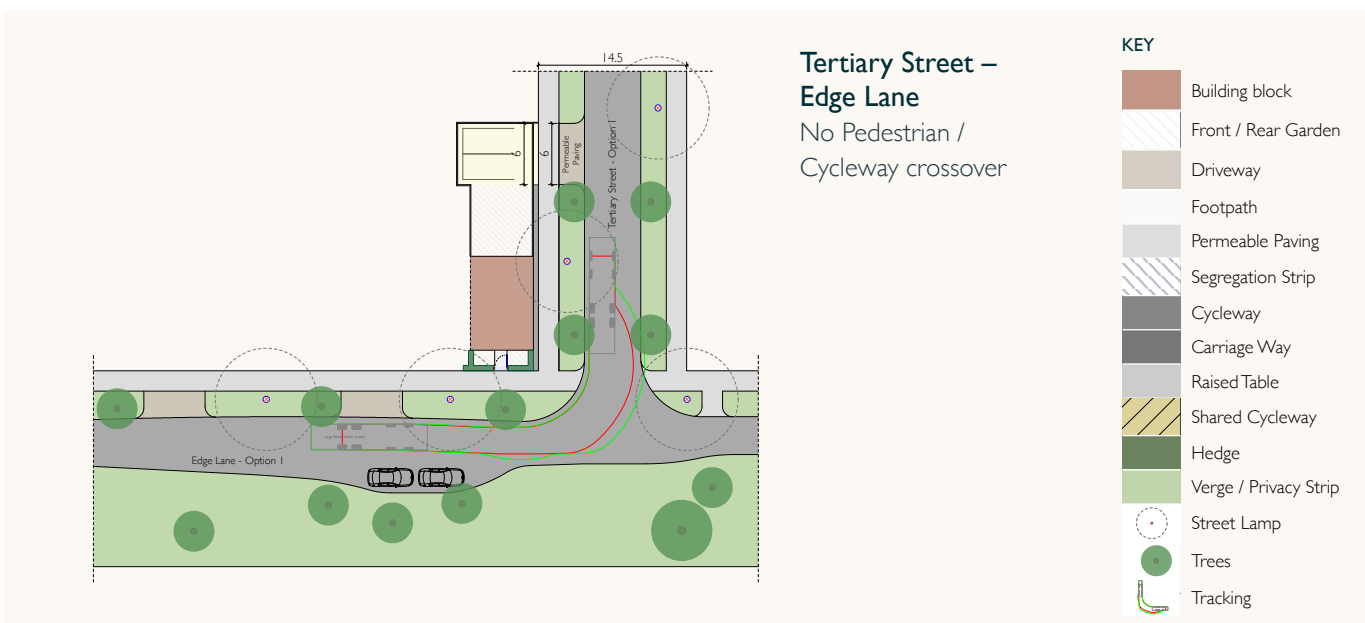 14.5
Tertiary Street –
Edge Lane
No Pedestrian /
Cycleway crossover
6
6
Permeable
Paving
Tertiary Street - Option 1
Edge Lane - Option 1
KEY
Building block
Front / Rear Garden
Driveway
Footpath
Permeable Paving
Segregation Strip
Cycleway
Carriage Way
Raised Table
Shared Cycleway
Hedge
Verge / Privacy Strip
Street Lamp
Trees
Tracking